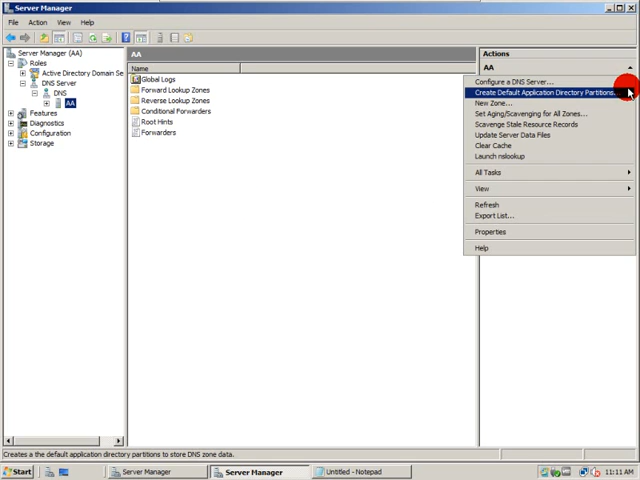 Server Manager
File Action View Help
Server Manager (AA)
Roles
Active Directory Domain Se
DNS Server
DNS
AA
Features
Diagnostics
Configuration
Storage
AA
Name
Global Logs
Forward Lookup Zones
Reverse Lookup Zones
Conditional Forwarders
Root Hints
Forwarders
Actions
AA
Configure a DNS Server...
Create Default Application Directory Partitions...
New Zone...
Set Aging/Scavenging for All Zones...
Scavenge Stale Resource Records
Update Server Data Files
Clear Cache
Launch nslookup
All Tasks
View
Refresh
Export List...
Properties
Help
Creates a the default application directory partitions to store DNS zone data.
Start Server Manager Server Manager Untitled - Notepad 11:11 AM